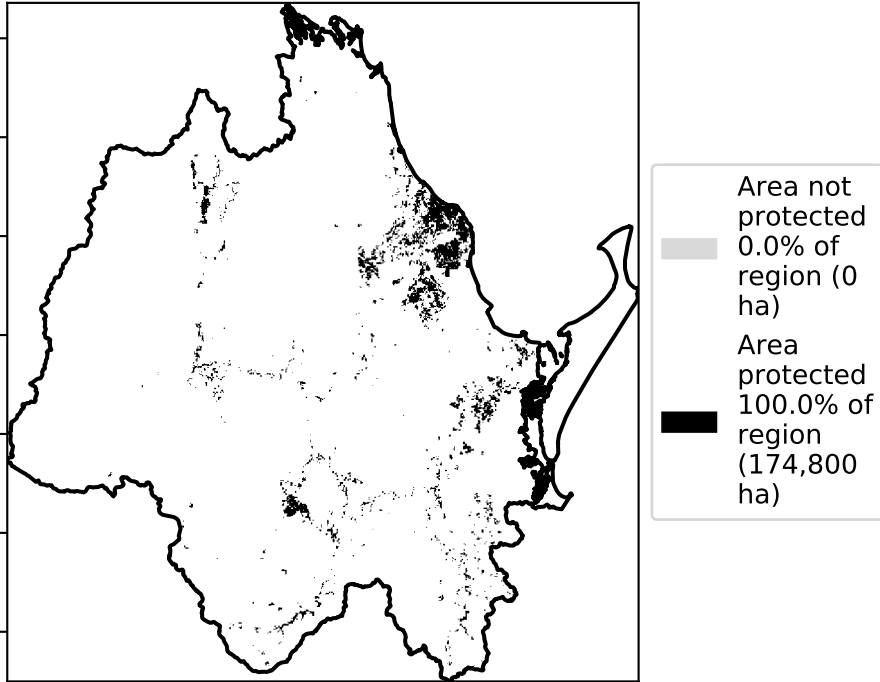 Area not
protected
0.0% of
region (0
ha)
Area
protected
100.0% of
region
(174,800
ha)